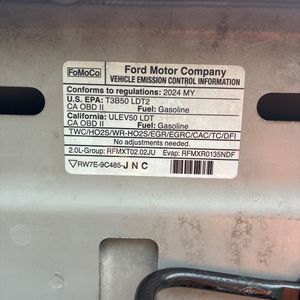 FoMoCo
Ford Motor Company
VEHICLE EMISSION CONTROL INFORMATION
Conforms to regulations: 2024 MY
U.S. EPA: T3B50 LDT2
CA OBD II Fuel: Gasoline
California: ULEV50 LDT
CA OBD II Fuel: Gasoline
TWC/HO2S/WR-HO2S/EGR/EGRC/CAC/TC/DFI
No adjustments needed.
2.0L-Group: RFMXT02.02JU Evap: RFMXR0135NDF
RW7E-9C485-J N C